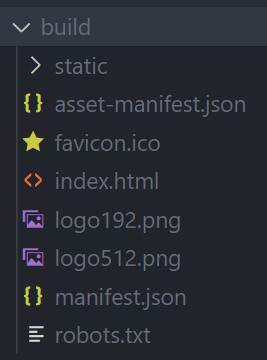 build
static
asset-manifest.json
favicon.ico
index.html
logo192.png
logo512.png
manifest.json
robots.txt